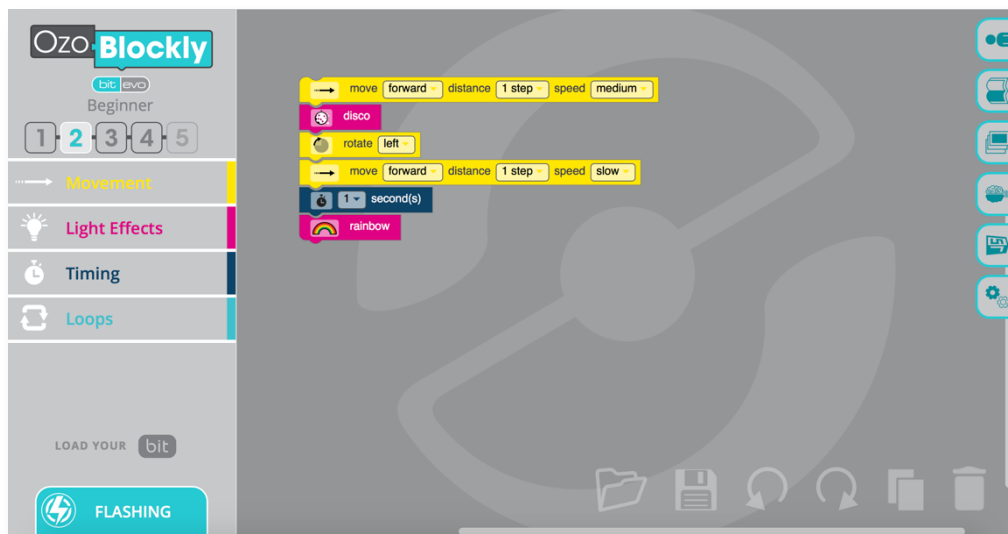 Ozo Blockly
bit evo
Beginner
1 2 3 4 5
Movement
Light Effects
Timing
Loops
LOAD YOUR bit
FLASHING
move forward distance 1 step speed medium
disco
rotate left
move forward distance 1 step speed slow
1 second(s)
rainbow